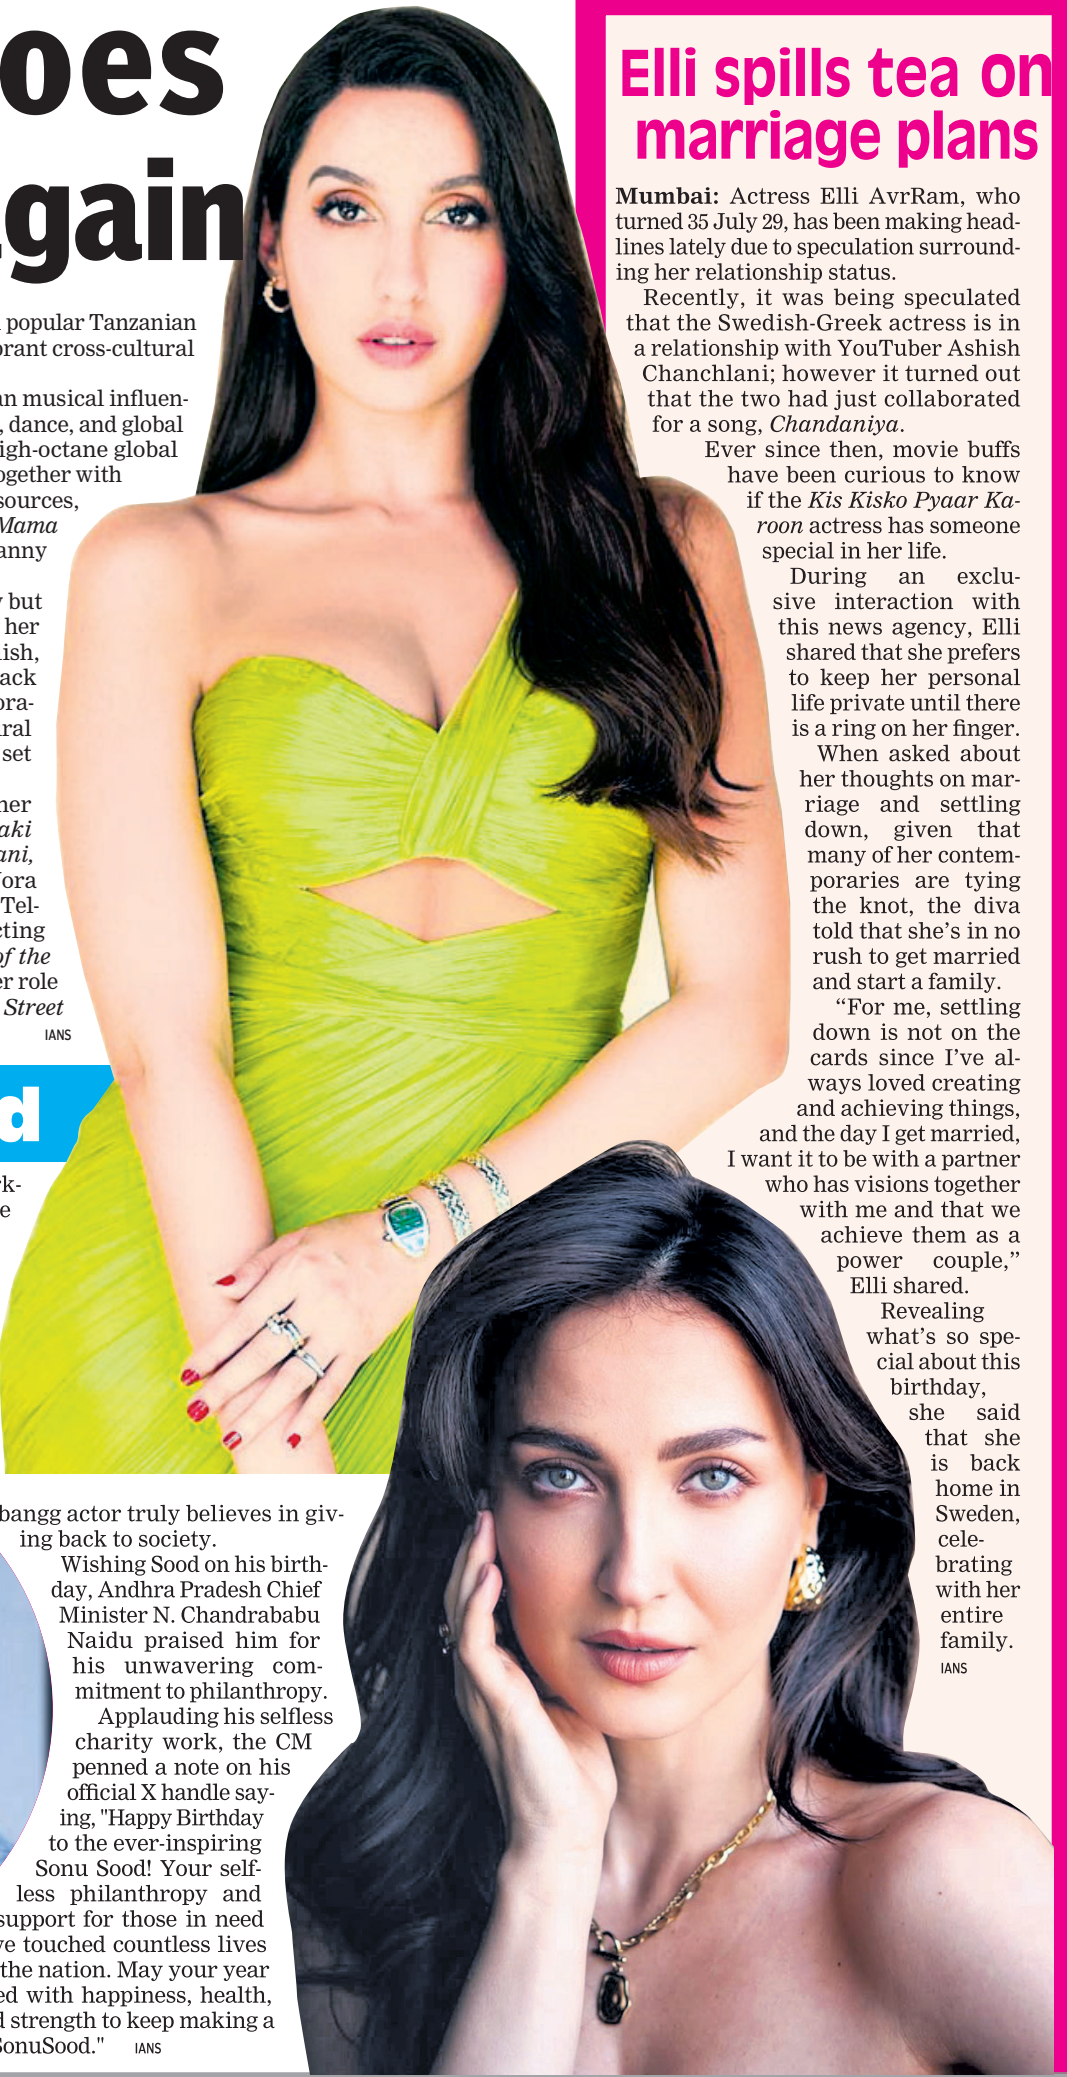 oes
gain
popular Tanzanian
brant cross-cultural
an musical influen-
, dance, and global
igh-octane global
ogether with
sources,
Mama
anny
but
her
ish,
ack
ora-
ral
set
her
aki
ani,
ora
Tel-
cting
of the
er role
Street
IANS
d
rk-
e
bangg actor truly believes in giv-
ing back to society.
Wishing Sood on his birth-
day, Andhra Pradesh Chief
Minister N. Chandrababu
Naidu praised him for
his unwavering com-
mitment to philanthropy.
Applauding his selfless
charity work, the CM
penned a note on his
official X handle say-
ing, "Happy Birthday
to the ever-inspiring
Sonu Sood! Your self-
less philanthropy and
support for those in need
ve touched countless lives
the nation. May your year
ed with happiness, health,
d strength to keep making a
SonuSood."
IANS
Elli spills tea on
marriage plans
Mumbai: Actress Elli AvrRam, who
turned 35 July 29, has been making head-
lines lately due to speculation surround-
ing her relationship status.
Recently, it was being speculated
that the Swedish-Greek actress is in
a relationship with YouTuber Ashish
Chanchlani; however it turned out
that the two had just collaborated
for a song, Chandaniya.
Ever since then, movie buffs
have been curious to know
if the Kis Kisko Pyaar Ka-
roon actress has someone
special in her life.
During an exclu-
sive interaction with
this news agency, Elli
shared that she prefers
to keep her personal
life private until there
is a ring on her finger.
When asked about
her thoughts on mar-
riage and settling
down, given that
many of her contem-
poraries are tying
the knot, the diva
told that she's in no
rush to get married
and start a family.
“For me, settling
down is not on the
cards since I've al-
ways loved creating
and achieving things,
and the day I get married,
I want it to be with a partner
who has visions together
with me and that we
achieve them as a
power couple,”
Elli shared.
Revealing
what's so spe-
cial about this
birthday,
she said
that she
is back
home in
Sweden,
cele-
brating
with her
entire
family.
IANS